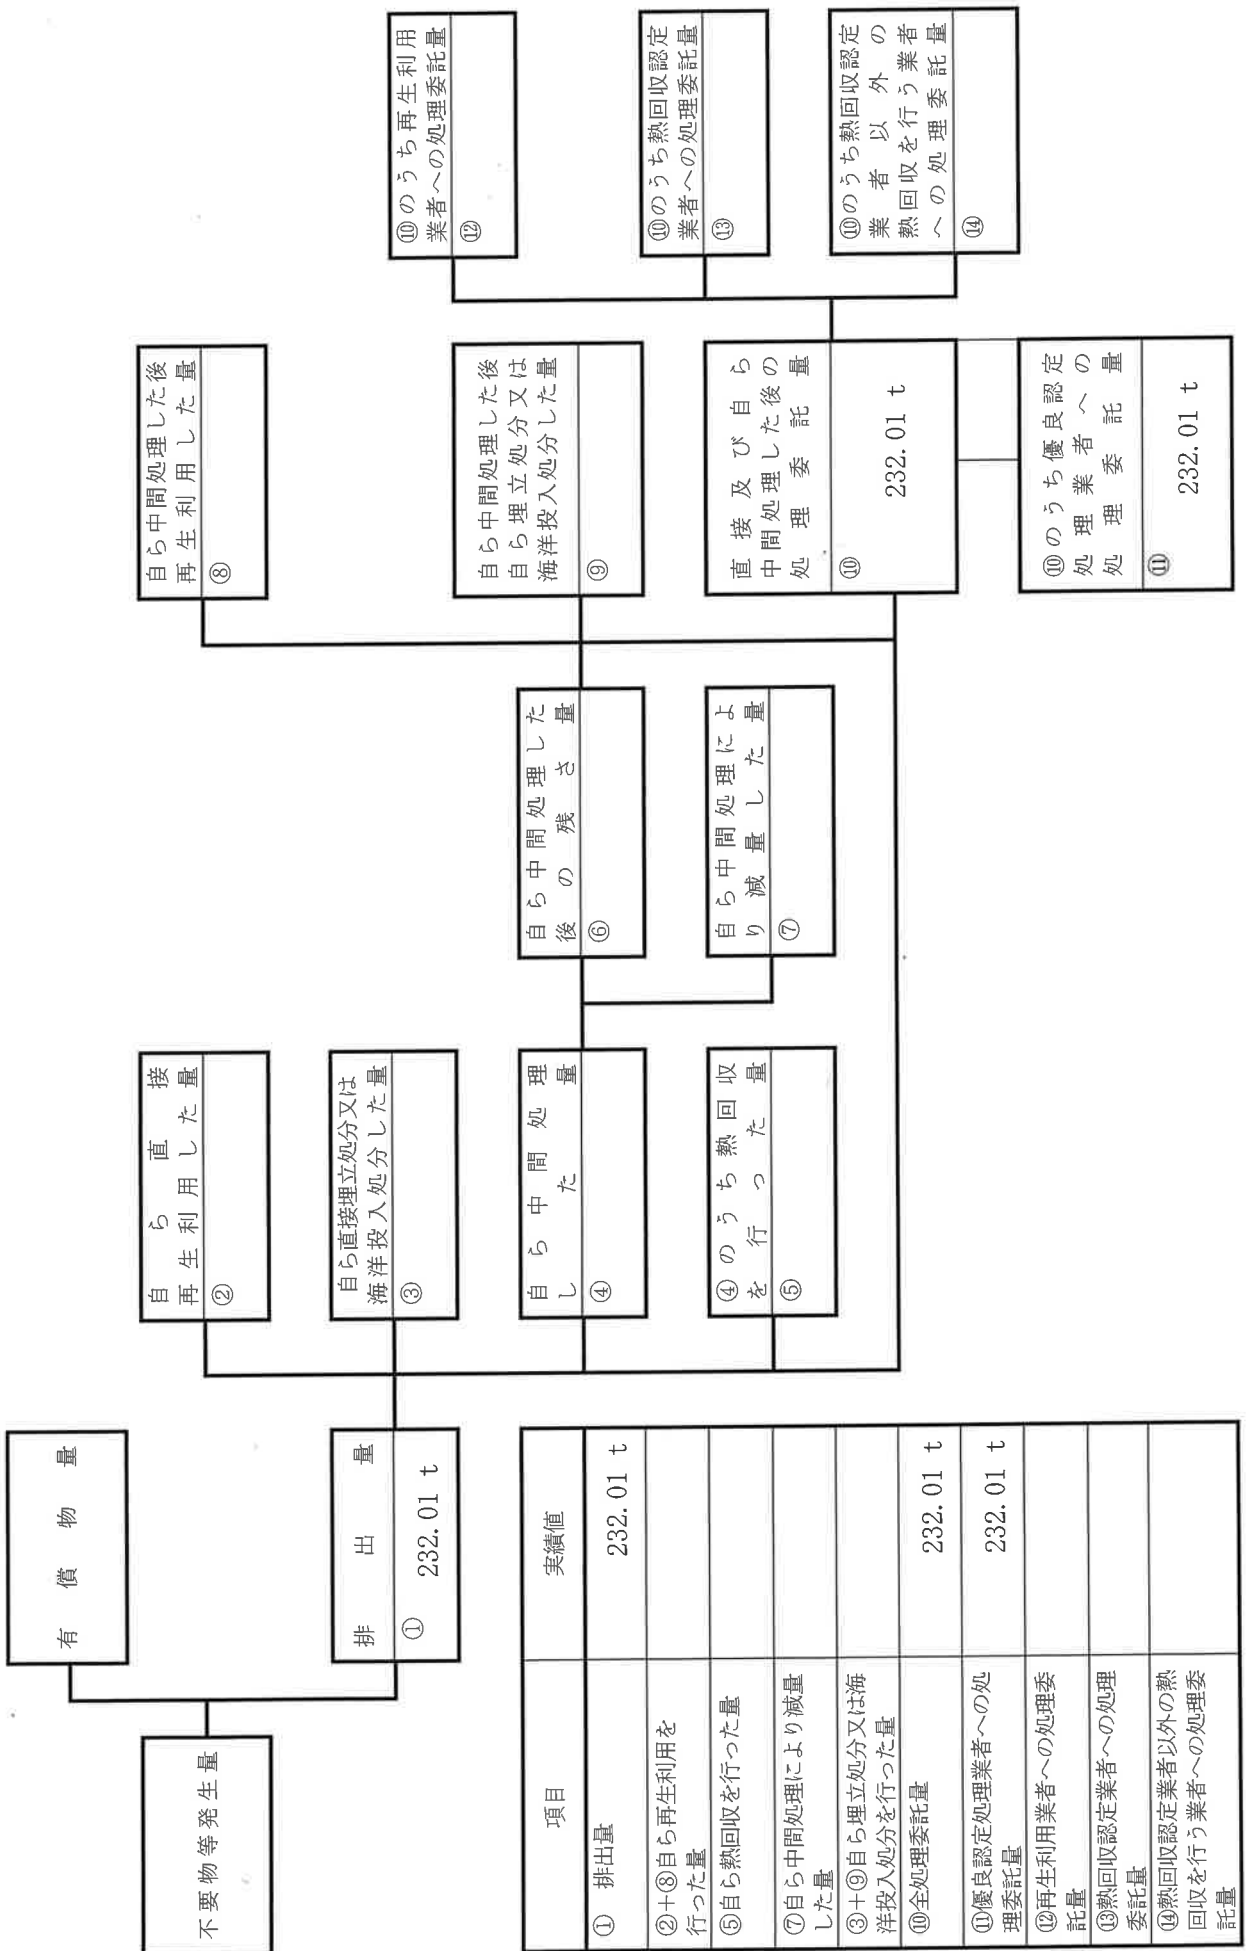 不要物等発生量
有償物量
排出量
① 232.01 t
自ら直接
再生利用した量
②
自ら直接埋立処分又は
海洋投入処分した量
③
自ら中間処理
した量
④
④のうち熱回収
を行った量
⑤
自ら中間処理した
後の残さ量
⑥
自ら中間処理によ
り減量した量
⑦
自ら中間処理した後
再生利用した量
⑧
自ら中間処理した後
自ら埋立処分又は
海洋投入処分した量
⑨
直接及び自ら
中間処理した後の
処理委託量
⑩
232.01 t
⑩のうち優良認定
処理業者への
処理委託量
⑪
232.01 t
⑩のうち再生利用
業者への処理委託量
⑫
⑩のうち熱回収認定
業者への処理委託量
⑬
⑩のうち熱回収認定
業者以外の
熱回収を行う業者
への処理委託量
⑭
項目 実績値
① 排出量 232.01 t
②+⑧自ら再生利用を
行った量
⑤自ら熱回収を行った量
⑦自ら中間処理により減量
した量
③+⑨自ら埋立処分又は海
洋投入処分を行った量
⑩全処理委託量 232.01 t
⑪優良認定処理業者への処
理委託量 232.01 t
⑫再生利用業者への処理委
託量
⑬熱回収認定業者への処理
委託量
⑭熱回収認定業者以外の熱
回収を行う業者への処理委
託量